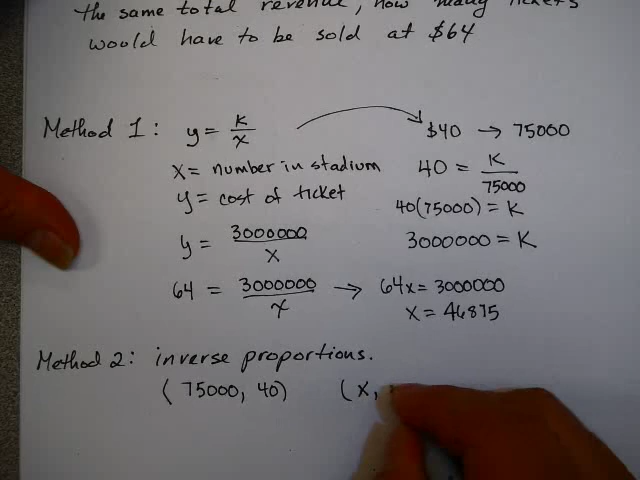 the same total revenue, how many tickets
would have to be sold at $64
Method 1: y = K/x → $40 → 75000
x = number in stadium 40 = K/75000
y = cost of ticket 40(75000) = K
y = 3000000/x 3000000 = K
64 = 3000000/x → 64x = 3000000
x = 46875
Method 2: inverse proportions.
(75000, 40) (x,